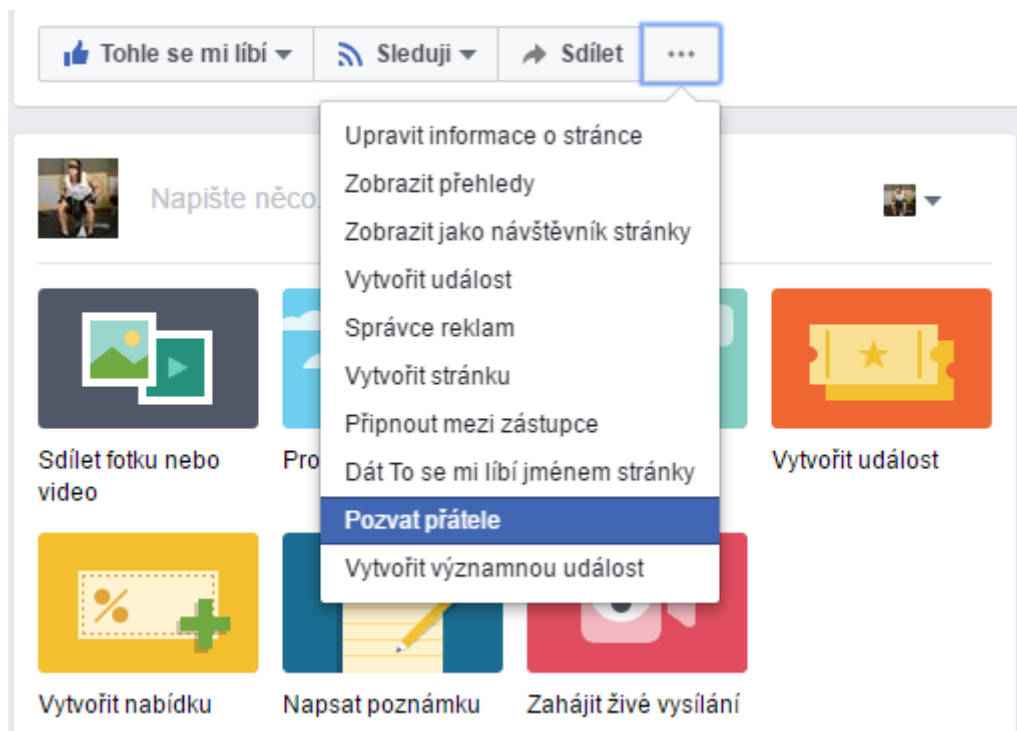 Tohle se mi líbí
Sleduji
Sdílet
Upravit informace o stránce
Zobrazit přehledy
Zobrazit jako návštěvník stránky
Vytvořit událost
Správce reklam
Vytvořit stránku
Připnout mezi zástupce
Dát To se mi líbí jménem stránky
Pozvat přátele
Vytvořit významnou událost
Napište něco
Sdílet fotku nebo
video
Pro
Vytvořit událost
%
Vytvořit nabídku
Napsat poznámku
Zahájit živé vysílání